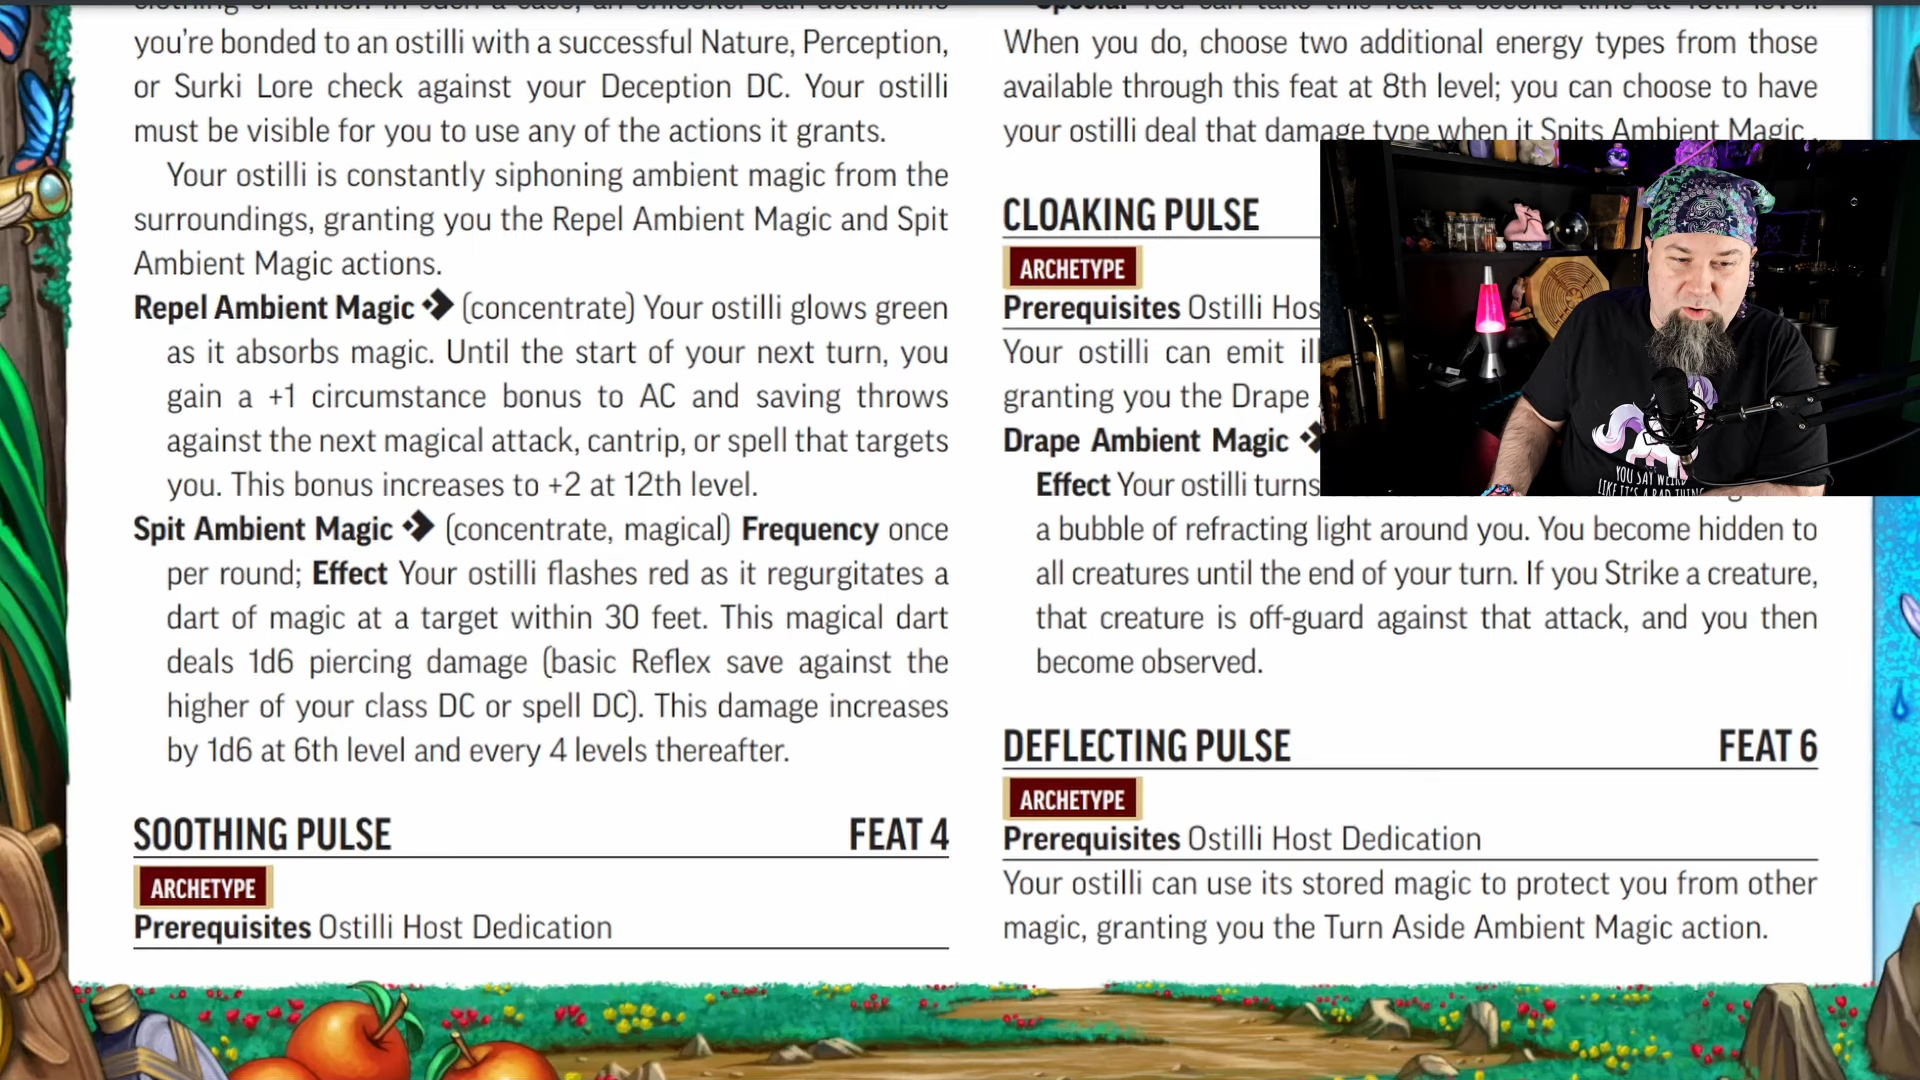 you're bonded to an ostilli with a successful Nature, Perception,
or Surki Lore check against your Deception DC. Your ostilli
must be visible for you to use any of the actions it grants.
Your ostilli is constantly siphoning ambient magic from the
surroundings, granting you the Repel Ambient Magic and Spit
Ambient Magic actions.
Repel Ambient Magic (concentrate) Your ostilli glows green
as it absorbs magic. Until the start of your next turn, you
gain a +1 circumstance bonus to AC and saving throws
against the next magical attack, cantrip, or spell that targets
you. This bonus increases to +2 at 12th level.
Spit Ambient Magic (concentrate, magical) Frequency once
per round; Effect Your ostilli flashes red as it regurgitates a
dart of magic at a target within 30 feet. This magical dart
deals 1d6 piercing damage (basic Reflex save against the
higher of your class DC or spell DC). This damage increases
by 1d6 at 6th level and every 4 levels thereafter.
SOOTHING PULSE FEAT 4
ARCHETYPE
Prerequisites Ostilli Host Dedication
When you do, choose two additional energy types from those
available through this feat at 8th level; you can choose to have
your ostilli deal that damage type when it Spits Ambient Magic.
CLOAKING PULSE
ARCHETYPE
Prerequisites Ostilli Hos
Your ostilli can emit ill
granting you the Drape
Drape Ambient Magic
Effect Your ostilli turns
a bubble of refracting light around you. You become hidden to
all creatures until the end of your turn. If you Strike a creature,
that creature is off-guard against that attack, and you then
become observed.
DEFLECTING PULSE FEAT 6
ARCHETYPE
Prerequisites Ostilli Host Dedication
Your ostilli can use its stored magic to protect you from other
magic, granting you the Turn Aside Ambient Magic action.
YOU SAY WEIRD
LIKE IT'S A BAD THING